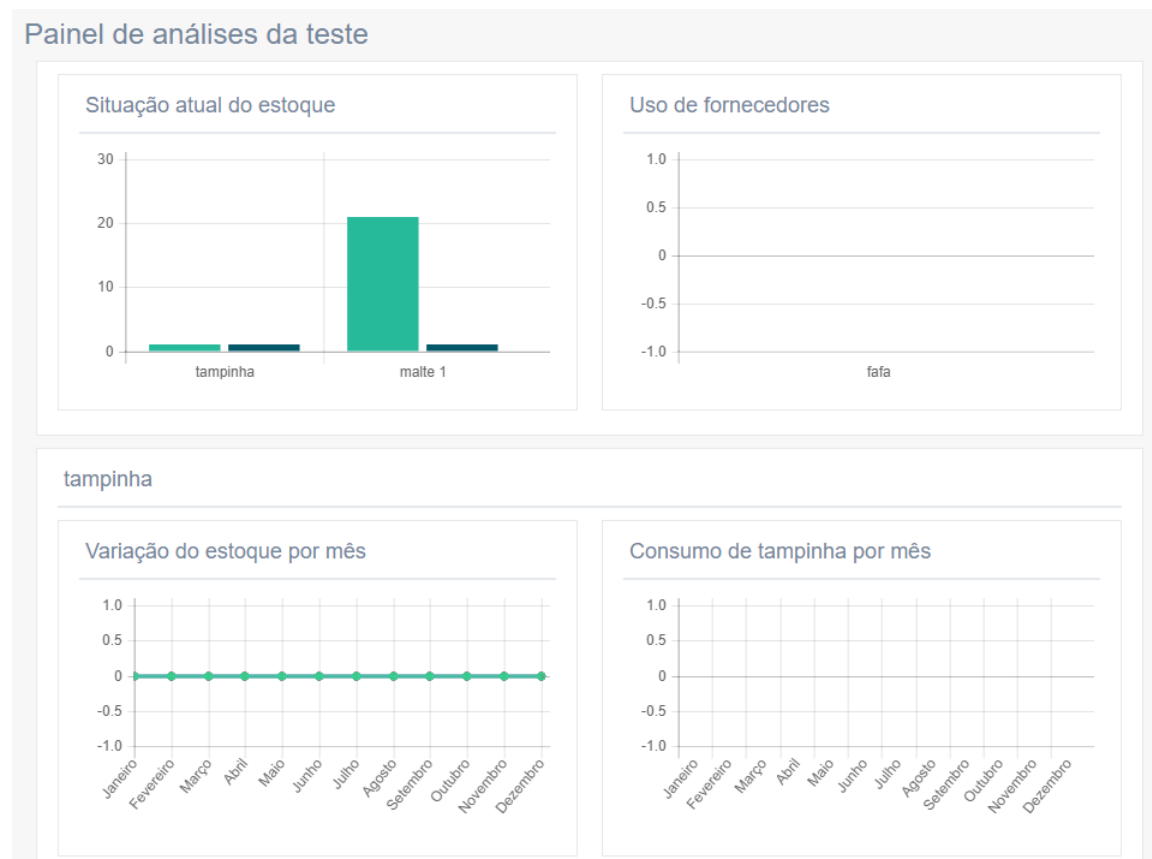 Painel de análises da teste
Situação atual do estoque
30
20
10
0
tampinha malte 1
Uso de fornecedores
1.0
0.5
0
-0.5
-1.0
fafa
tampinha
Variação do estoque por mês
1.0
0.5
0
-0.5
-1.0
Janeiro Fevereiro Março Abril Maio Junho Julho Agosto Setembro Outubro Novembro Dezembro
Consumo de tampinha por mês
1.0
0.5
0
-0.5
-1.0
Janeiro Fevereiro Março Abril Maio Junho Julho Agosto Setembro Outubro Novembro Dezembro